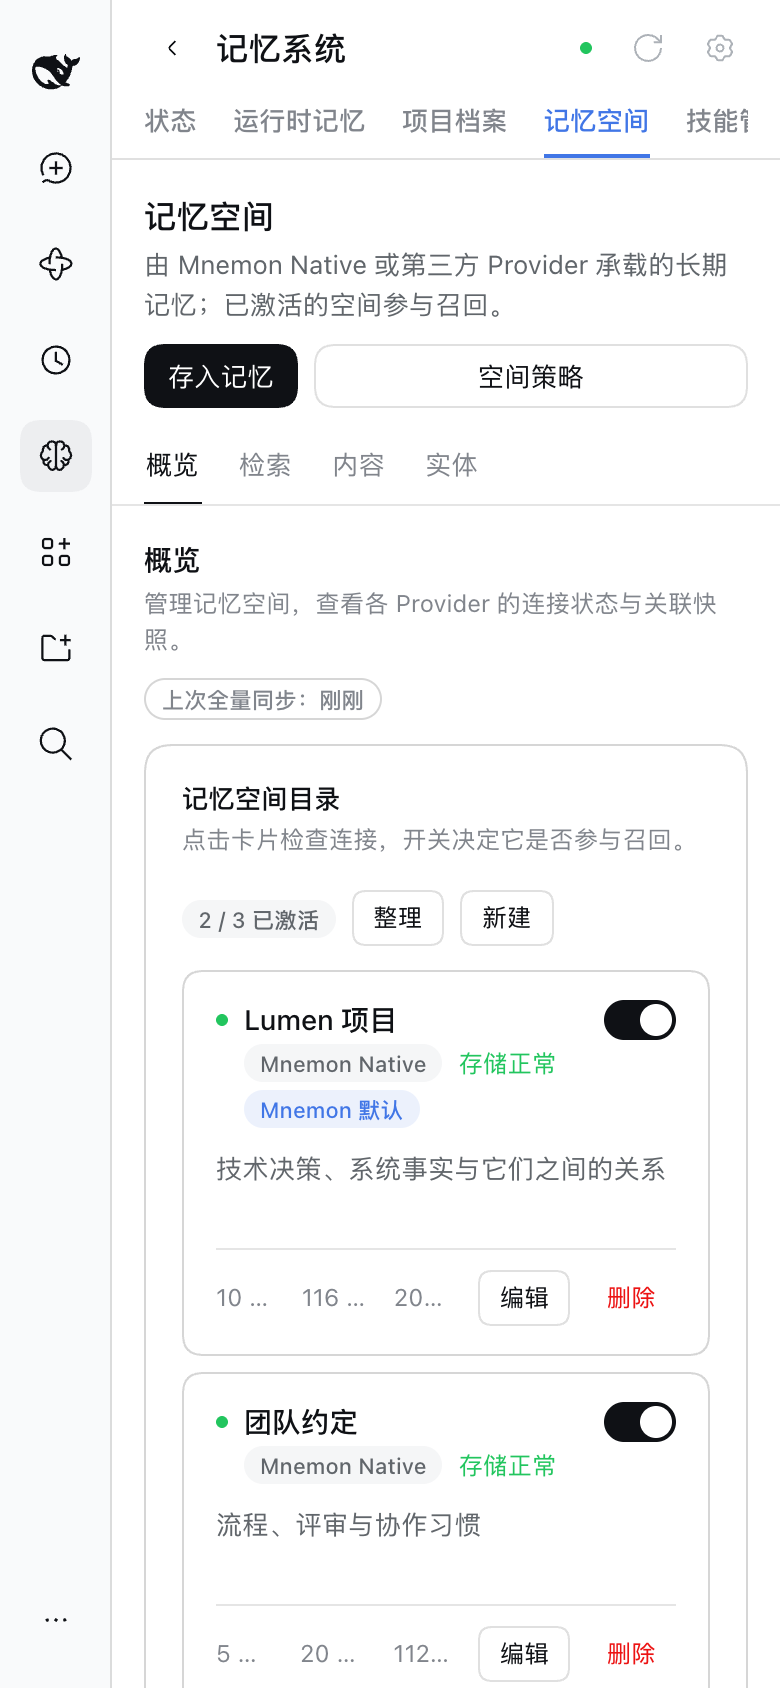 记忆系统
状态 运行时记忆 项目档案 记忆空间 技能
记忆空间
由 Mnemon Native 或第三方 Provider 承载的长期
记忆；已激活的空间参与召回。
存入记忆 空间策略
概览 检索 内容 实体
概览
管理记忆空间，查看各 Provider 的连接状态与关联快
照。
上次全量同步：刚刚
记忆空间目录
点击卡片检查连接，开关决定它是否参与召回。
2 / 3 已激活 整理 新建
Lumen 项目
Mnemon Native 存储正常
Mnemon 默认
技术决策、系统事实与它们之间的关系
10 ... 116 ... 20... 编辑 删除
团队约定
Mnemon Native 存储正常
流程、评审与协作习惯
5 ... 20 ... 112... 编辑 删除